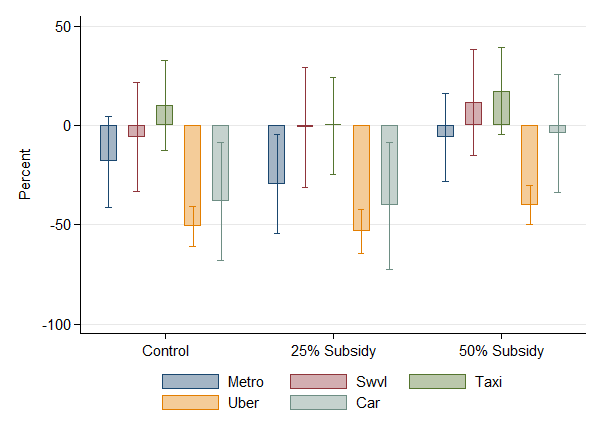 50
0
-50
-100
Percent
Control 25% Subsidy 50% Subsidy
Metro Swvl Taxi
Uber Car